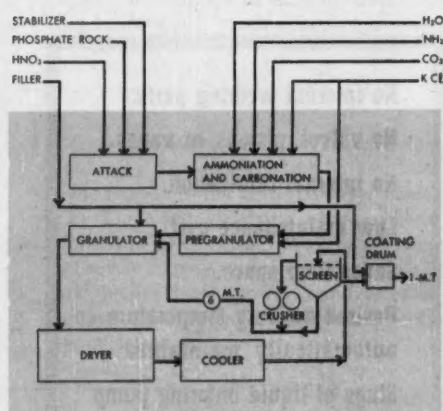 STABILIZER
PHOSPHATE ROCK
HNO₃
FILLER
H₂O
NH₃
CO₂
K Cℓ
ATTACK
AMMONIATION
AND CARBONATION
GRANULATOR
PREGRANULATOR
COATING
DRUM
SCREEN
1-M.T.
6
M.T.
CRUSHER
DRYER
COOLER